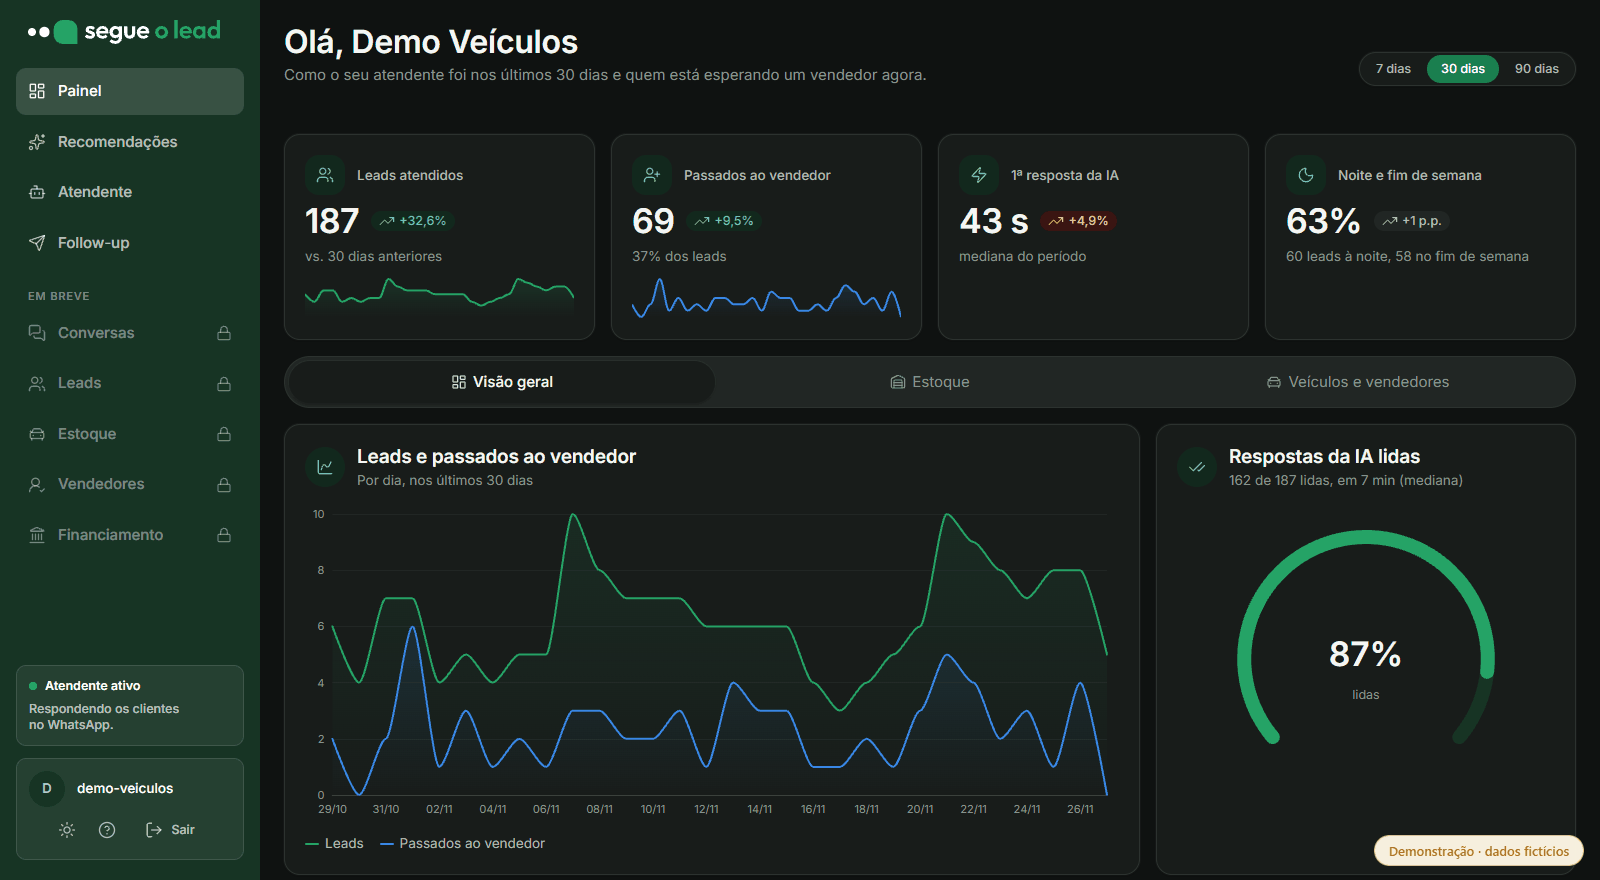 segue o lead
Painel
Recomendações
Atendente
Follow-up
EM BREVE
Conversas
Leads
Estoque
Vendedores
Financiamento
Atendente ativo
Respondendo os clientes
no WhatsApp.
D
demo-veiculos
Sair
Olá, Demo Veículos
Como o seu atendente foi nos últimos 30 dias e quem está esperando um vendedor agora.
7 dias
30 dias
90 dias
Leads atendidos
187
+32,6%
vs. 30 dias anteriores
Passados ao vendedor
69
+9,5%
37% dos leads
1ª resposta da IA
43 s
+4,9%
mediana do período
Noite e fim de semana
63%
+1 p.p.
60 leads à noite, 58 no fim de semana
Visão geral
Estoque
Veículos e vendedores
Leads e passados ao vendedor
Por dia, nos últimos 30 dias
10
8
6
4
2
0
29/10
31/10
02/11
04/11
06/11
08/11
10/11
12/11
14/11
16/11
18/11
20/11
22/11
24/11
26/11
Leads
Passados ao vendedor
Respostas da IA lidas
162 de 187 lidas, em 7 min (mediana)
87%
lidas
Demonstração · dados fictícios